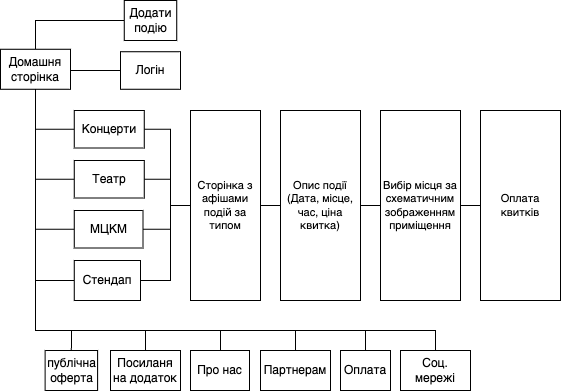 Додати
подію
Домашня
сторінка
Логін
Концерти
Театр
МЦКМ
Стендап
Сторінка з
афішами
подій за
типом
Опис події
(Дата, місце,
час, ціна
квитка)
Вибір місця за
схематичним
зображенням
приміщення
Оплата
квитків
публічна
оферта
Посиланя
на додаток
Про нас
Партнерам
Оплата
Соц.
мережі